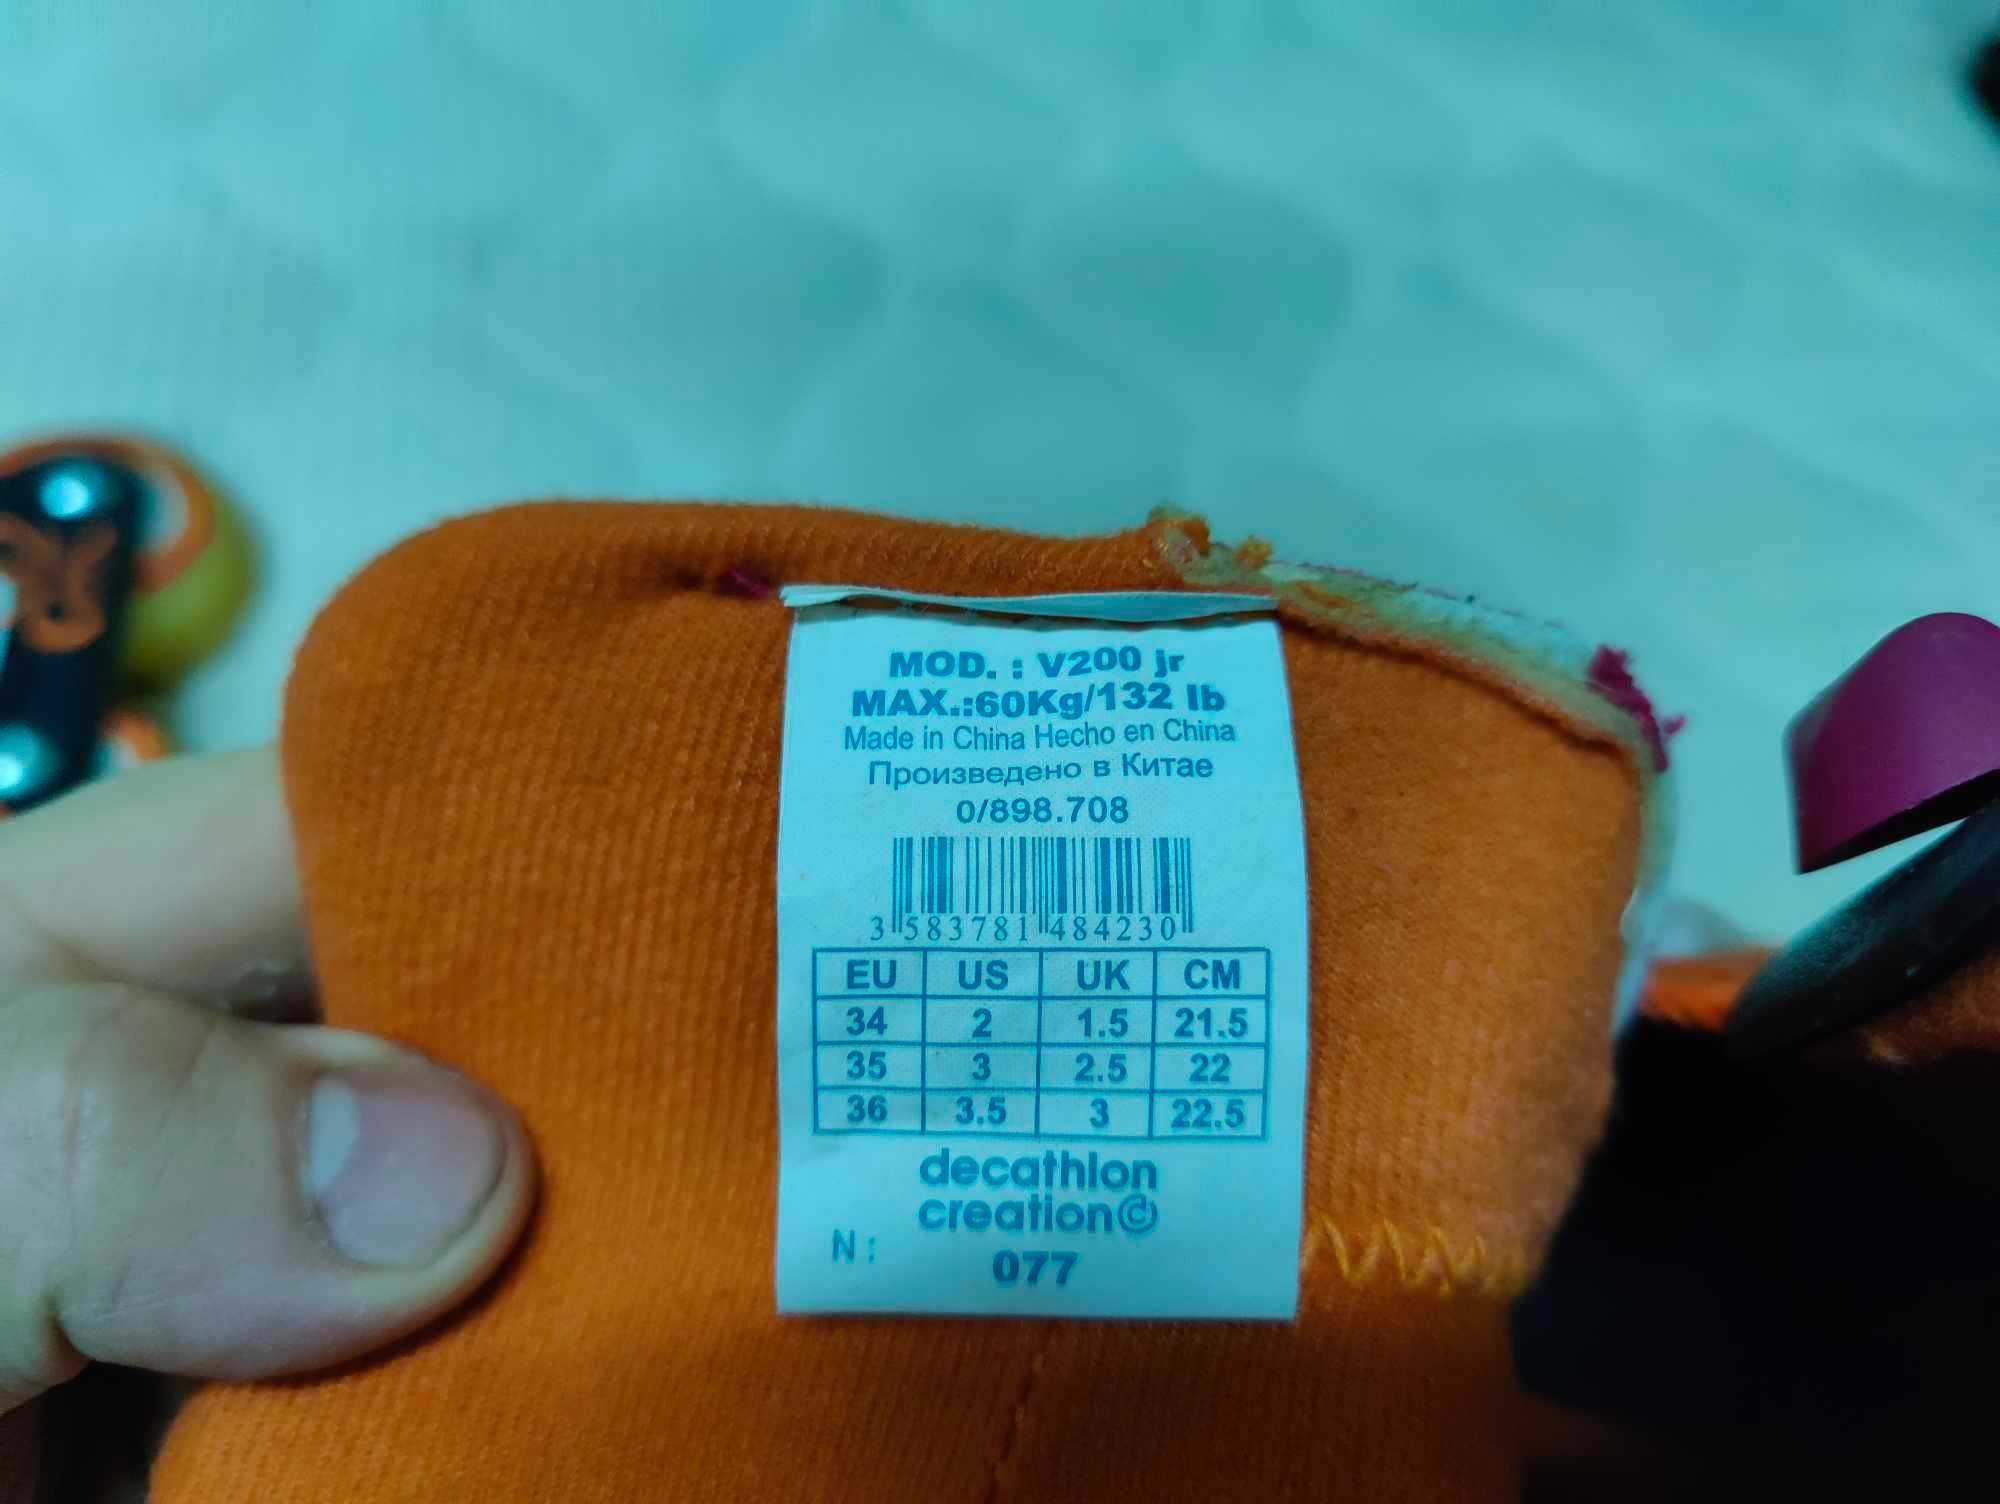 MOD. : V200 jr
MAX.:60Kg/132 lb
Made in China Hecho en China
Произведено в Китае
0/898.708
3 583781 484230
EU US UK CM
34 2 1.5 21.5
35 3 2.5 22
36 3.5 3 22.5
decathlon
creation©
N :
077